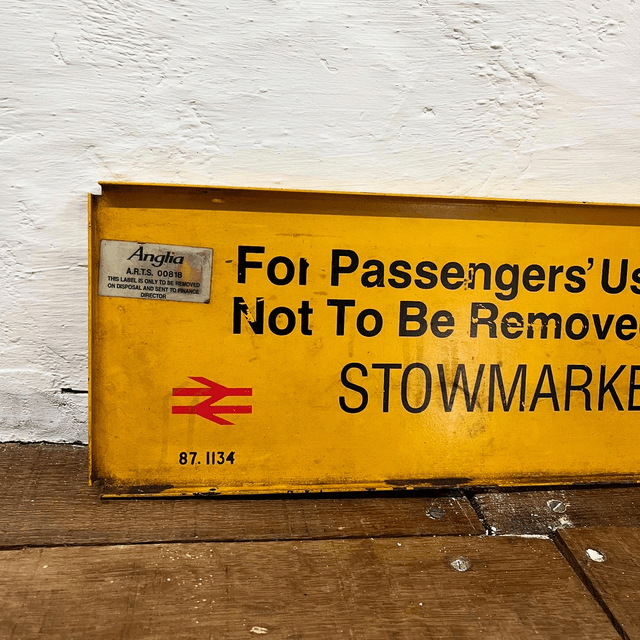 Anglia
A.R.T.S. 00818
THIS LABEL IS ONLY TO BE REMOVED
ON DISPOSAL AND SENT TO FINANCE
DIRECTOR
For Passengers' Us
Not To Be Remove
STOWMARKE
87. 1134